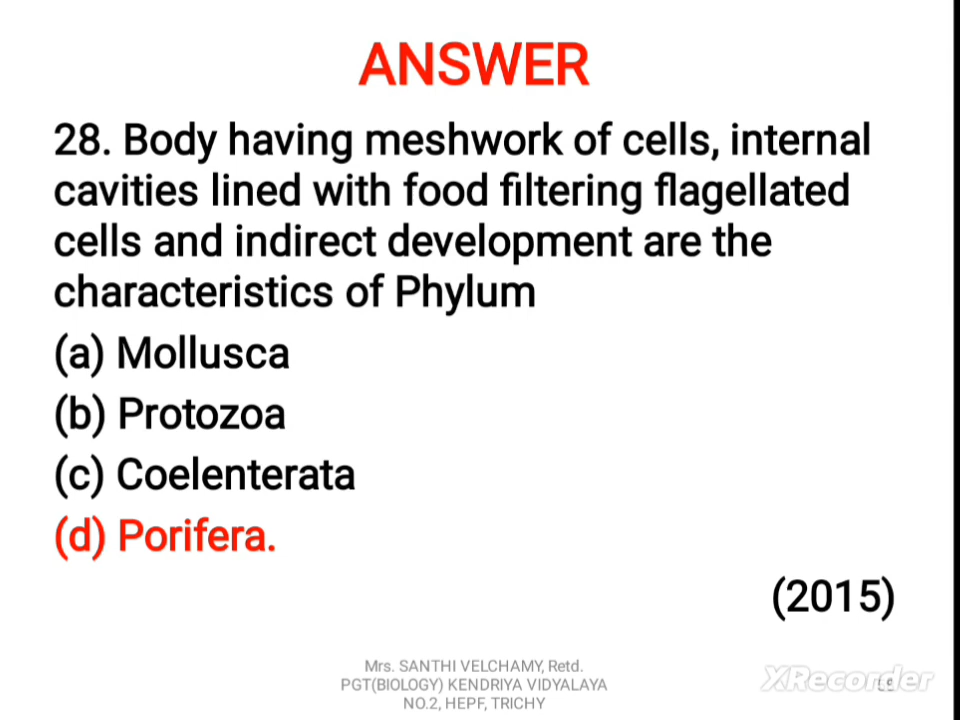 ANSWER
28. Body having meshwork of cells, internal
cavities lined with food filtering flagellated
cells and indirect development are the
characteristics of Phylum
(a) Mollusca
(b) Protozoa
(c) Coelenterata
(d) Porifera.
(2015)
Mrs. SANTHI VELCHAMY, Retd.
PGT(BIOLOGY) KENDRIYA VIDYALAYA
NO.2, HEPF, TRICHY
XRecorder